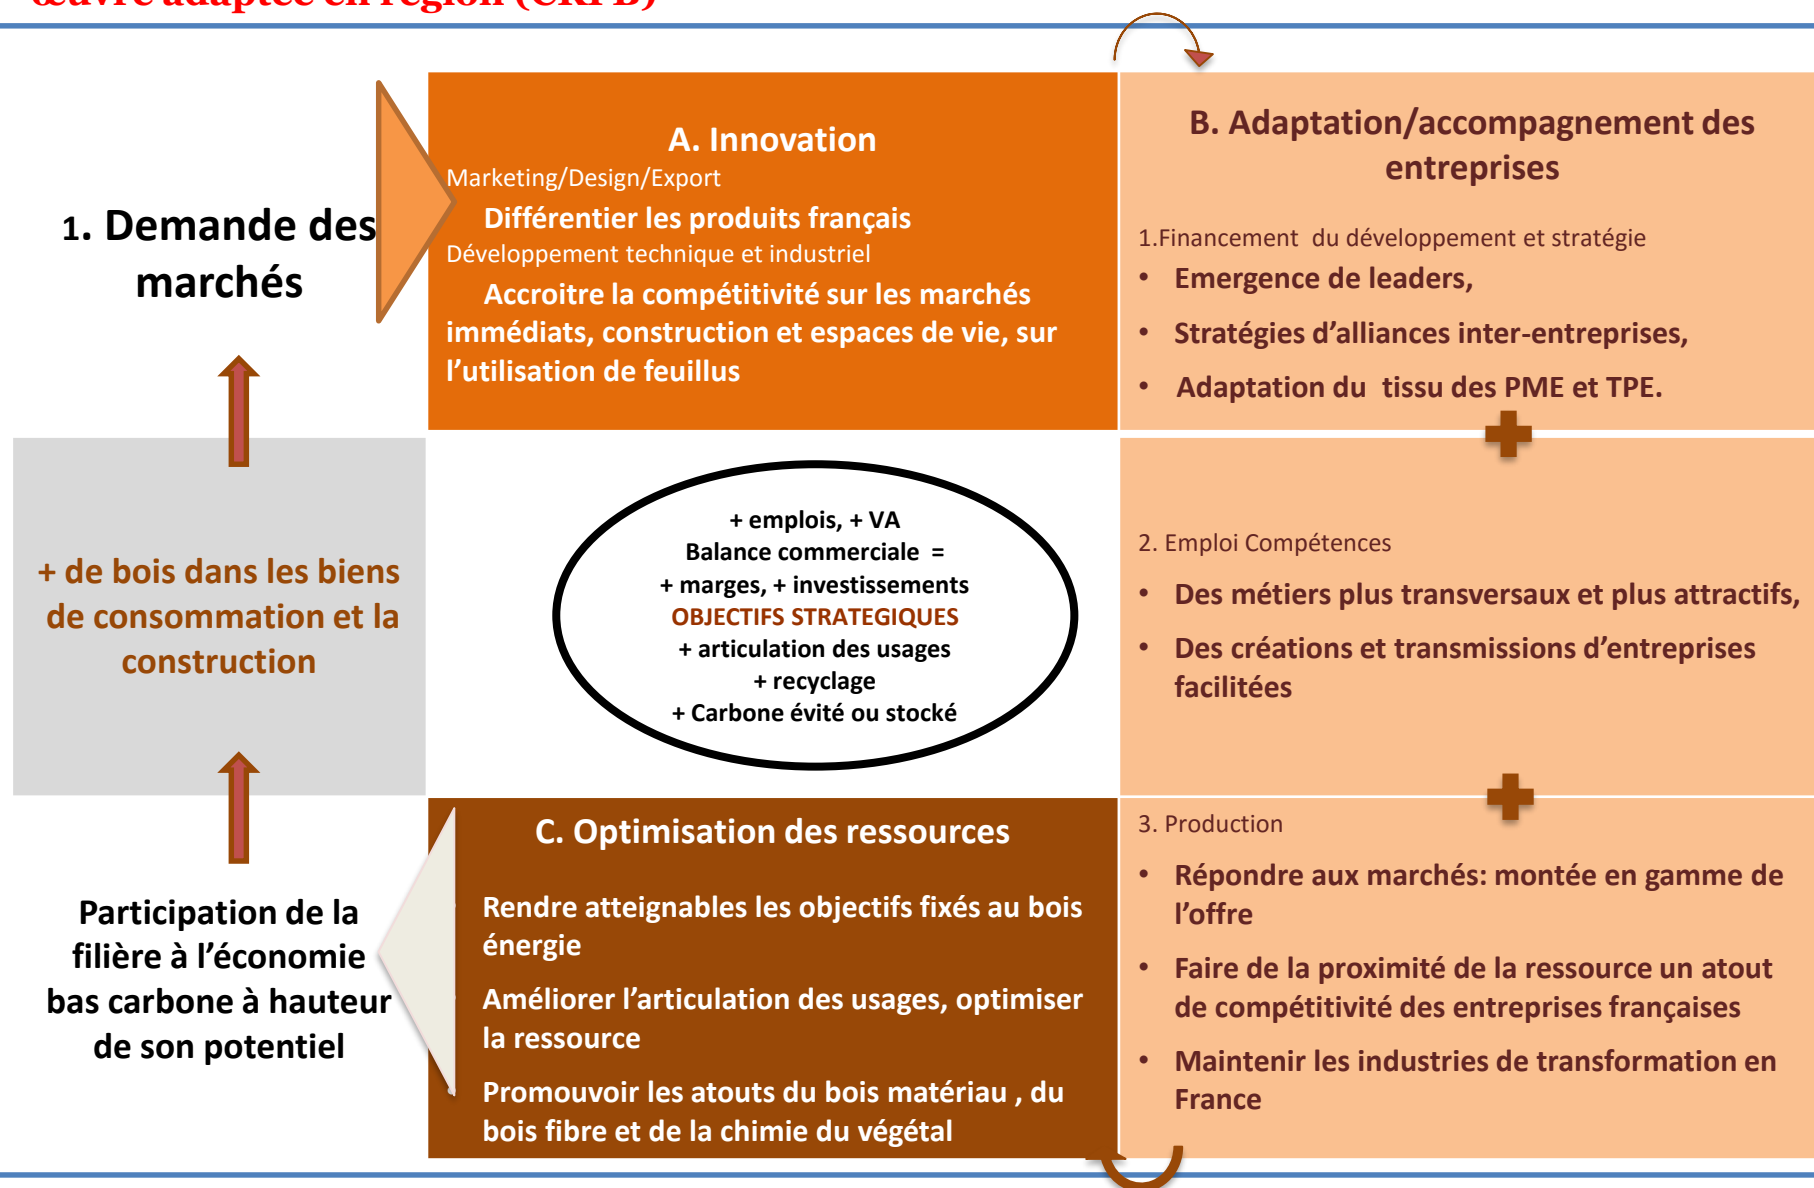 œuvre adaptée en région (CRFB)
1. Demande des
marchés
A. Innovation
Marketing/Design/Export
Différentier les produits français
Développement technique et industriel
Accroitre la compétitivité sur les marchés
immédiats, construction et espaces de vie, sur
l’utilisation de feuillus
B. Adaptation/accompagnement des
entreprises
1.Financement du développement et stratégie
• Emergence de leaders,
• Stratégies d’alliances inter-entreprises,
• Adaptation du tissu des PME et TPE.
+ de bois dans les biens
de consommation et la
construction
+ emplois, + VA
Balance commerciale =
+ marges, + investissements
OBJECTIFS STRATEGIQUES
+ articulation des usages
+ recyclage
+ Carbone évité ou stocké
2. Emploi Compétences
• Des métiers plus transversaux et plus attractifs,
• Des créations et transmissions d’entreprises
facilitées
Participation de la
filière à l’économie
bas carbone à hauteur
de son potentiel
C. Optimisation des ressources
Rendre atteignables les objectifs fixés au bois
énergie
Améliorer l’articulation des usages, optimiser
la ressource
Promouvoir les atouts du bois matériau , du
bois fibre et de la chimie du végétal
3. Production
• Répondre aux marchés: montée en gamme de
l’offre
• Faire de la proximité de la ressource un atout
de compétitivité des entreprises françaises
• Maintenir les industries de transformation en
France